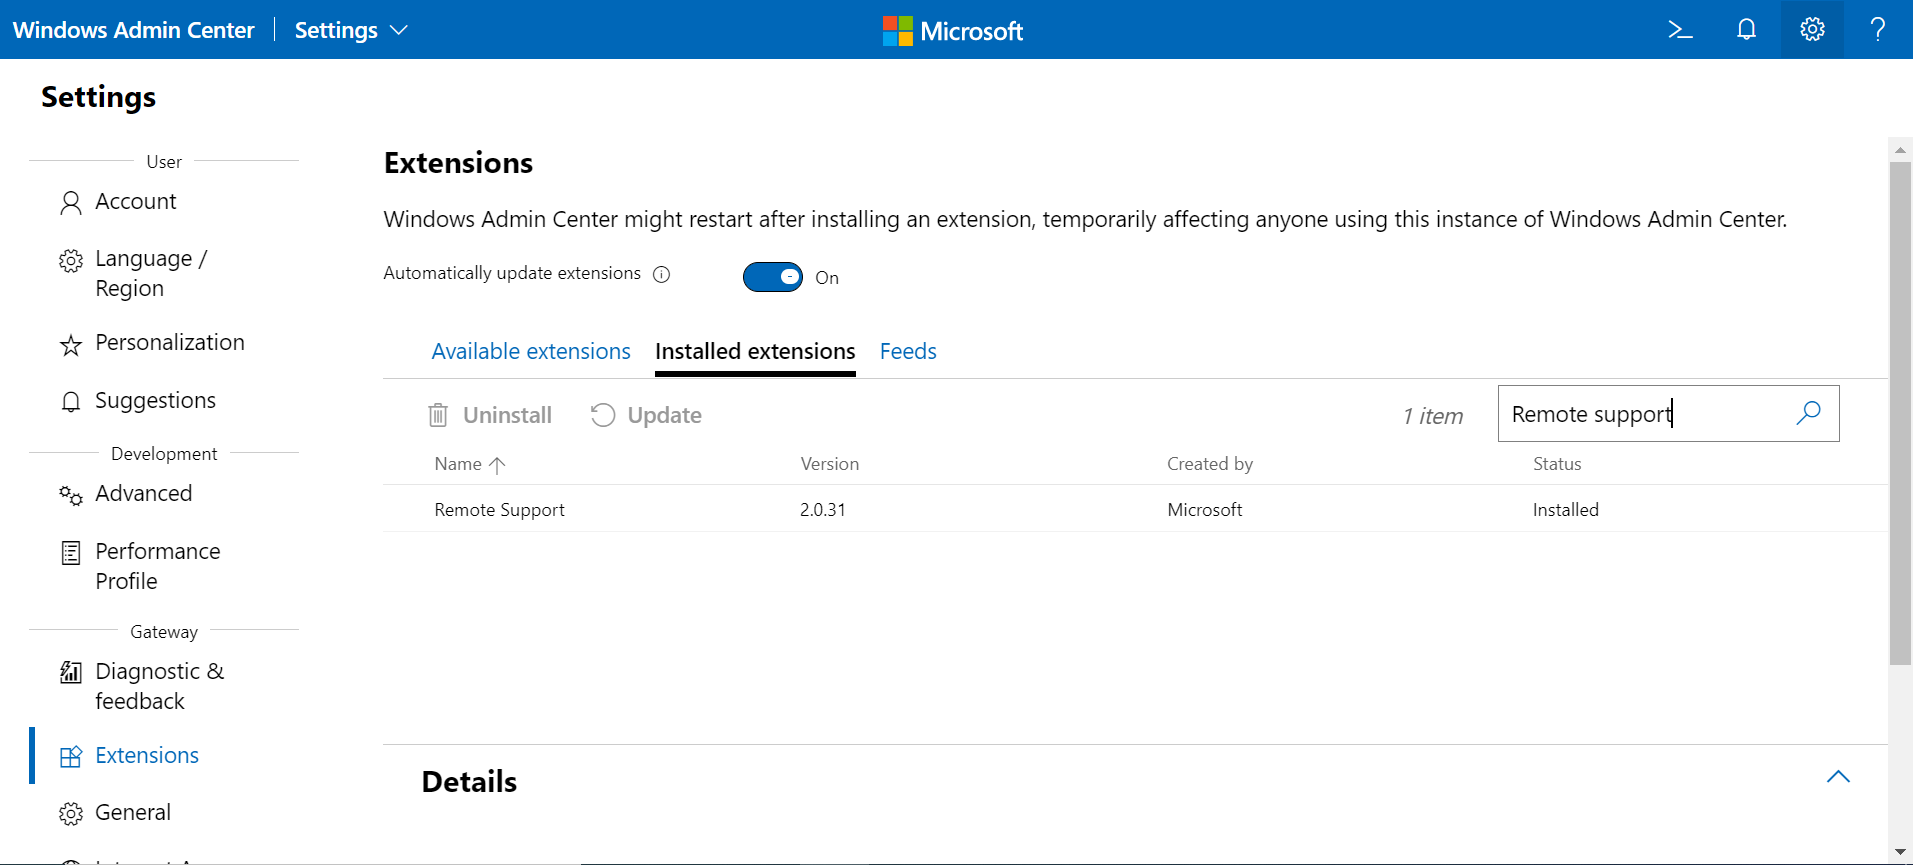 Windows Admin Center
Settings
Microsoft
Settings
User
Account
Language /
Region
Personalization
Suggestions
Development
Advanced
Performance
Profile
Gateway
Diagnostic &
feedback
Extensions
General
Extensions
Windows Admin Center might restart after installing an extension, temporarily affecting anyone using this instance of Windows Admin Center.
Automatically update extensions
On
Available extensions Installed extensions Feeds
Uninstall Update 1 item Remote support
Name Version Created by Status
Remote Support 2.0.31 Microsoft Installed
Details